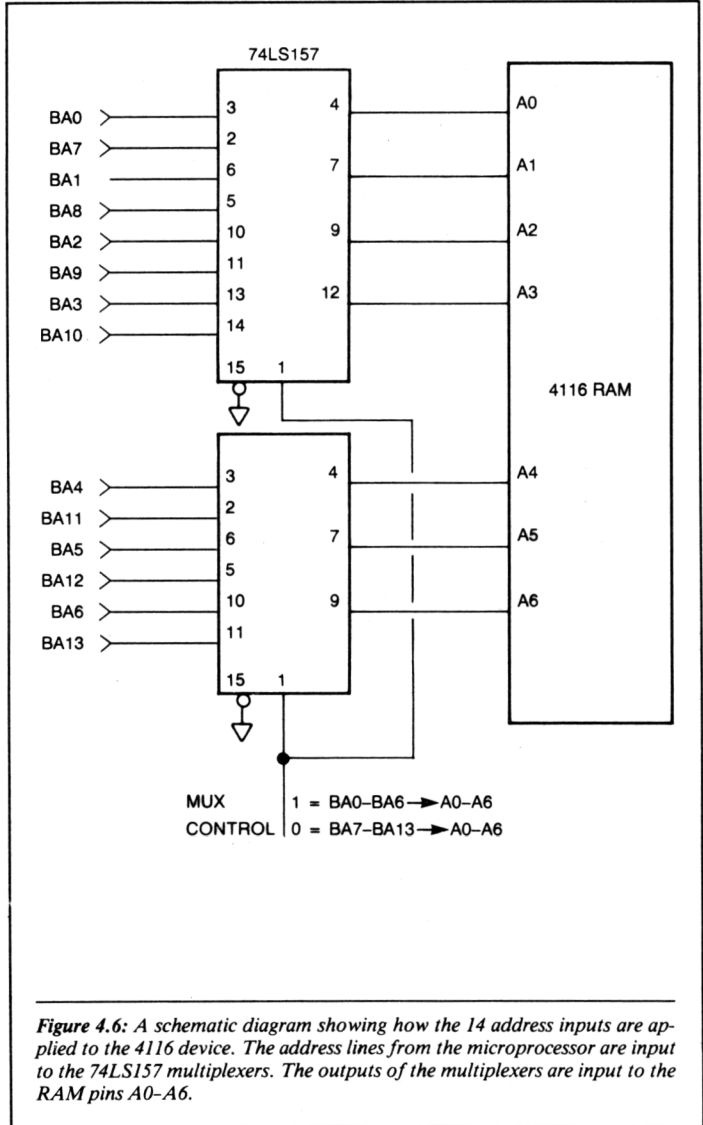 74LS157
BA0 3 4 A0
BA7 2
BA1 6 7 A1
BA8 5
BA2 10 9 A2
BA9 11
BA3 13 12 A3
BA10 14
15 1
4116 RAM
BA4 3 4 A4
BA11 2
BA5 6 7 A5
BA12 5
BA6 10 9 A6
BA13 11
15 1
MUX 1 = BA0–BA6→A0–A6
CONTROL 0 = BA7–BA13→A0–A6
Figure 4.6: A schematic diagram showing how the 14 address inputs are ap-
plied to the 4116 device. The address lines from the microprocessor are input
to the 74LS157 multiplexers. The outputs of the multiplexers are input to the
RAM pins A0–A6.